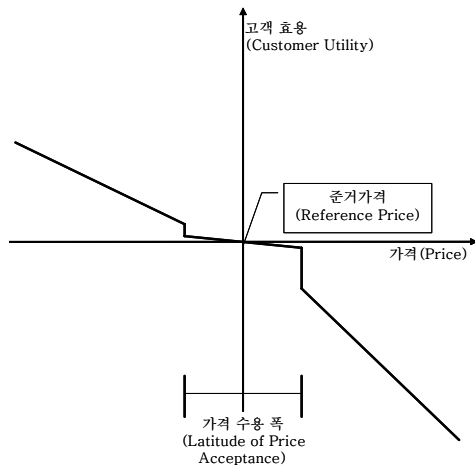 고객 효용
(Customer Utility)
준거가격
(Reference Price)
가격(Price)
가격 수용 폭
(Latitude of Price
Acceptance)